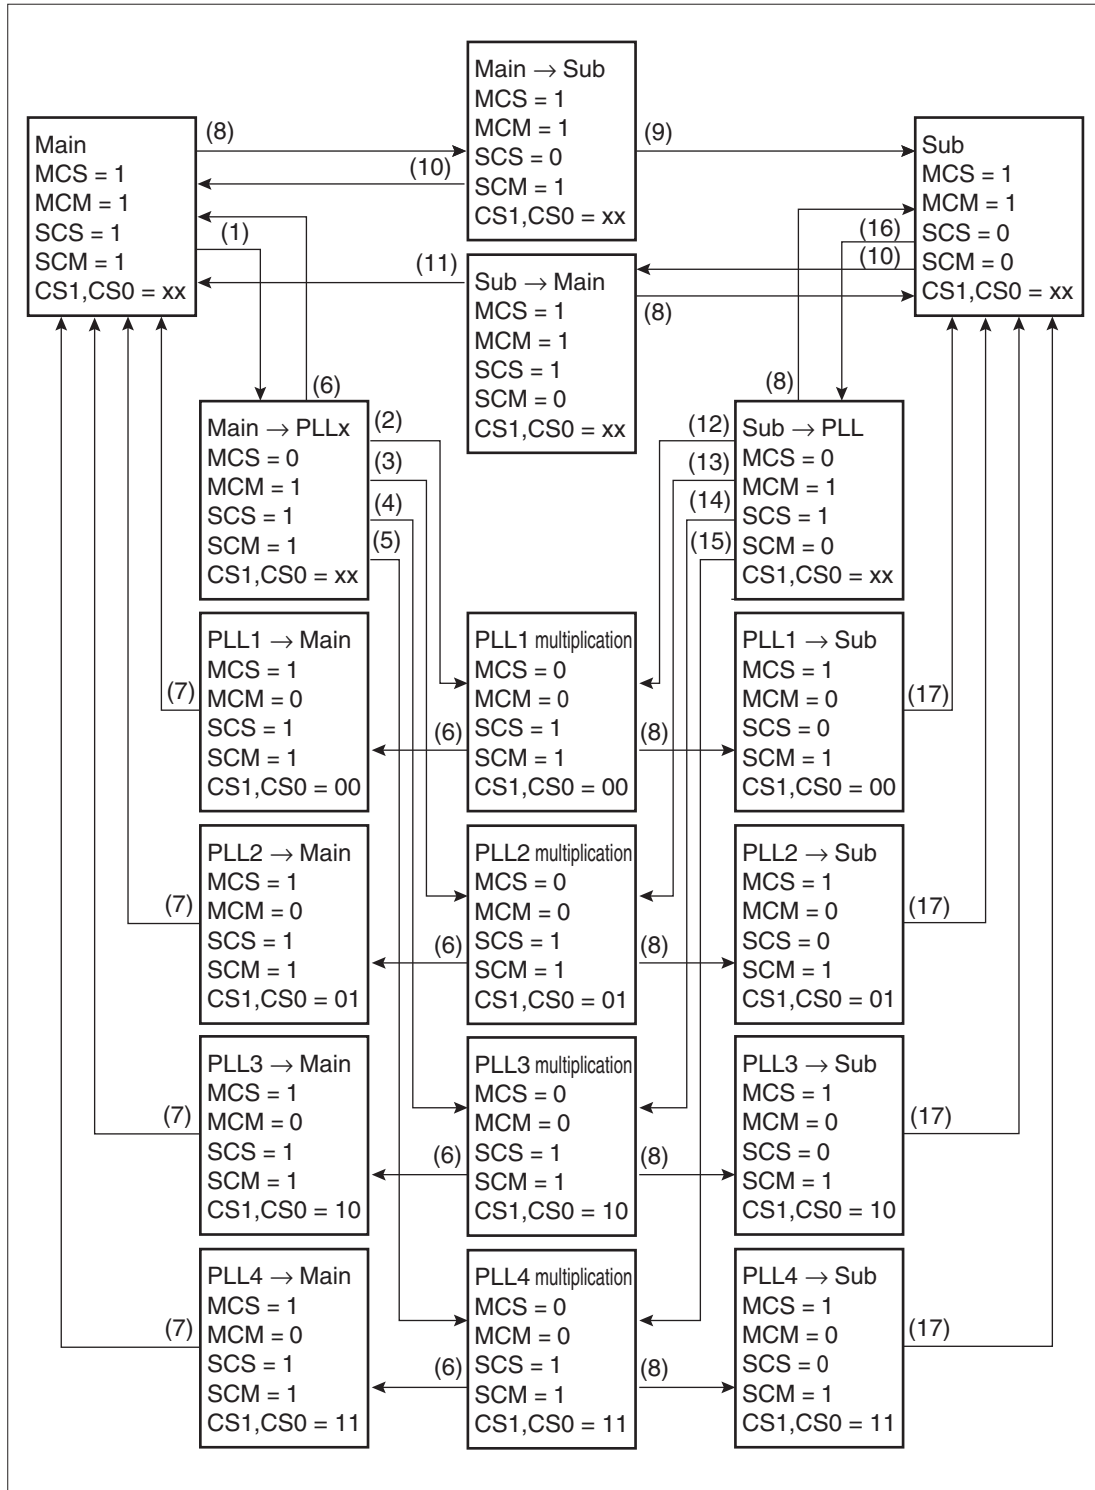 Main → Sub
MCS = 1
MCM = 1
SCS = 0
SCM = 1
CS1,CS0 = xx
Main
MCS = 1
MCM = 1
SCS = 1
SCM = 1
CS1,CS0 = xx
(8)
(10)
(1)
(9)
Sub
MCS = 1
MCM = 1
SCS = 0
SCM = 0
CS1,CS0 = xx
(16)
(10)
(11)
Sub → Main
MCS = 1
MCM = 1
SCS = 1
SCM = 0
CS1,CS0 = xx
(8)
(6)
(8)
Main → PLLx
MCS = 0
MCM = 1
SCS = 1
SCM = 1
CS1,CS0 = xx
(2)
(3)
(4)
(5)
(12)
(13)
(14)
(15)
Sub → PLL
MCS = 0
MCM = 1
SCS = 1
SCM = 0
CS1,CS0 = xx
PLL1 → Main
MCS = 1
MCM = 0
SCS = 1
SCM = 1
CS1,CS0 = 00
(7)
(6)
PLL1 multiplication
MCS = 0
MCM = 0
SCS = 1
SCM = 1
CS1,CS0 = 00
(8)
PLL1 → Sub
MCS = 1
MCM = 0
SCS = 0
SCM = 1
CS1,CS0 = 00
(17)
PLL2 → Main
MCS = 1
MCM = 0
SCS = 1
SCM = 1
CS1,CS0 = 01
(7)
(6)
PLL2 multiplication
MCS = 0
MCM = 0
SCS = 1
SCM = 1
CS1,CS0 = 01
(8)
PLL2 → Sub
MCS = 1
MCM = 0
SCS = 0
SCM = 1
CS1,CS0 = 01
(17)
PLL3 → Main
MCS = 1
MCM = 0
SCS = 1
SCM = 1
CS1,CS0 = 10
(7)
(6)
PLL3 multiplication
MCS = 0
MCM = 0
SCS = 1
SCM = 1
CS1,CS0 = 10
(8)
PLL3 → Sub
MCS = 1
MCM = 0
SCS = 0
SCM = 1
CS1,CS0 = 10
(17)
PLL4 → Main
MCS = 1
MCM = 0
SCS = 1
SCM = 1
CS1,CS0 = 11
(7)
(6)
PLL4 multiplication
MCS = 0
MCM = 0
SCS = 1
SCM = 1
CS1,CS0 = 11
(8)
PLL4 → Sub
MCS = 1
MCM = 0
SCS = 0
SCM = 1
CS1,CS0 = 11
(17)